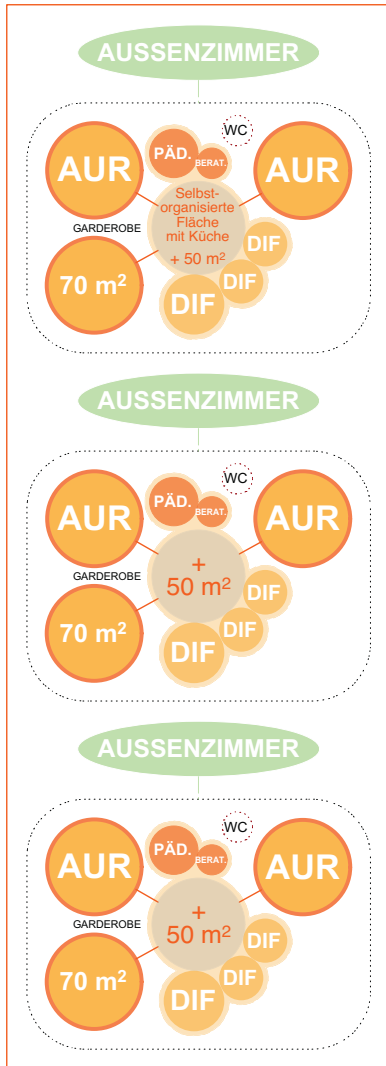 AUSSENZIMMER
WC
PÄD.
BERAT.
AUR
AUR
Selbst-
organisierte
Fläche
mit Küche
+ 50 m²
GARDEROBE
DIF
70 m²
DIF
DIF
AUSSENZIMMER
WC
PÄD.
BERAT.
AUR
AUR
+
50 m²
GARDEROBE
DIF
70 m²
DIF
DIF
AUSSENZIMMER
WC
PÄD.
BERAT.
AUR
AUR
+
50 m²
GARDEROBE
DIF
70 m²
DIF
DIF